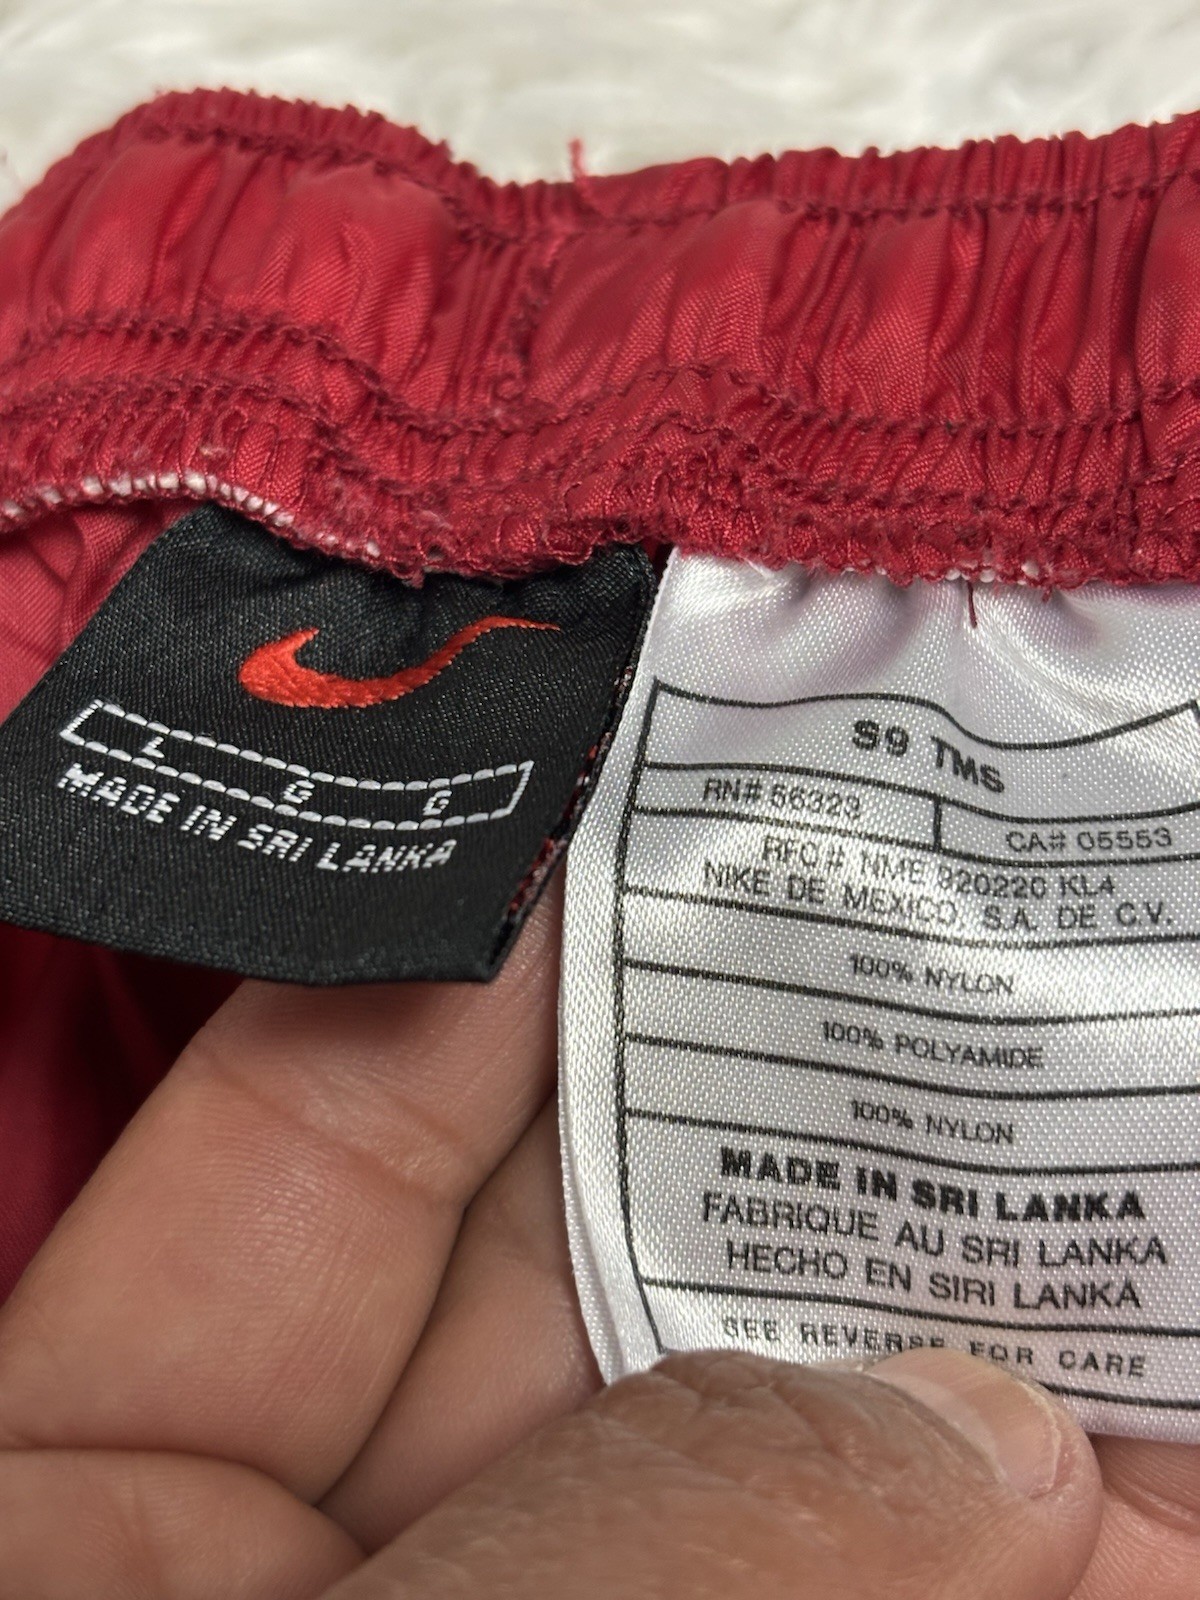 L G G
MADE IN SRI LANKA
S9 TMS
RN# 56323
CA# 05553
RFC # NME 920220 KL4
NIKE DE MEXICO, S.A. DE C.V.
100% NYLON
100% POLYAMIDE
100% NYLON
MADE IN SRI LANKA
FABRIQUE AU SRI LANKA
HECHO EN SIRI LANKA
SEE REVERSE FOR CARE